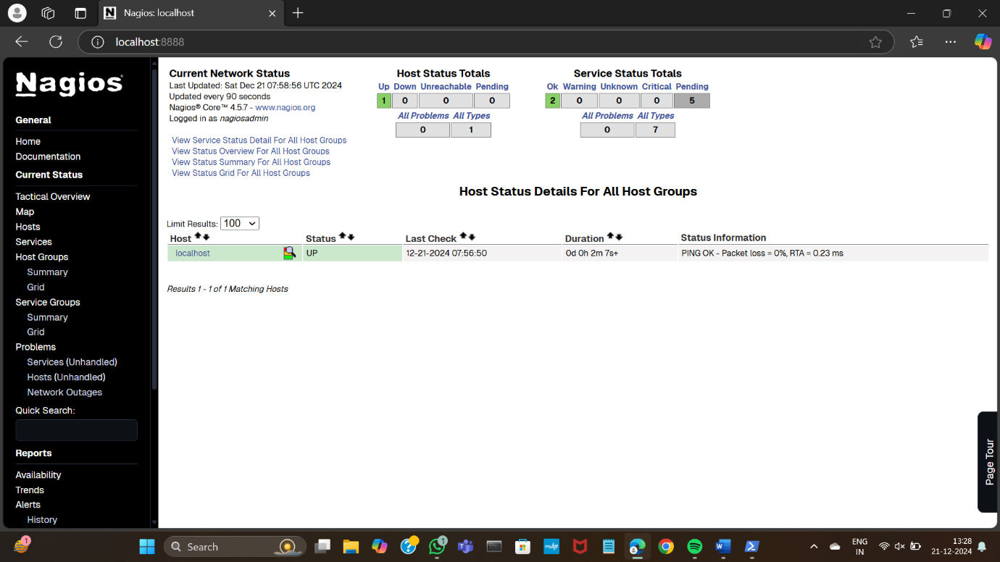 Nagios: localhost
localhost:8888
Nagios®
General
Home
Documentation
Current Status
Tactical Overview
Map
Hosts
Services
Host Groups
Summary
Grid
Service Groups
Summary
Grid
Problems
Services (Unhandled)
Hosts (Unhandled)
Network Outages
Quick Search:
Reports
Availability
Trends
Alerts
History
Current Network Status
Last Updated: Sat Dec 21 07:58:56 UTC 2024
Updated every 90 seconds
Nagios® Core™ 4.5.7 - www.nagios.org
Logged in as nagiosadmin
View Service Status Detail For All Host Groups
View Status Overview For All Host Groups
View Status Summary For All Host Groups
View Status Grid For All Host Groups
Host Status Totals
Up Down Unreachable Pending
1 0 0 0
All Problems All Types
0 1
Service Status Totals
Ok Warning Unknown Critical Pending
2 0 0 0 5
All Problems All Types
0 7
Host Status Details For All Host Groups
Limit Results: 100
Host Status Last Check Duration Status Information
localhost UP 12-21-2024 07:56:50 0d 0h 2m 7s+ PING OK - Packet loss = 0%, RTA = 0.23 ms
Results 1 - 1 of 1 Matching Hosts
Page Tour
1
Search
1
myhp
ENG
IN
13:28
21-12-2024